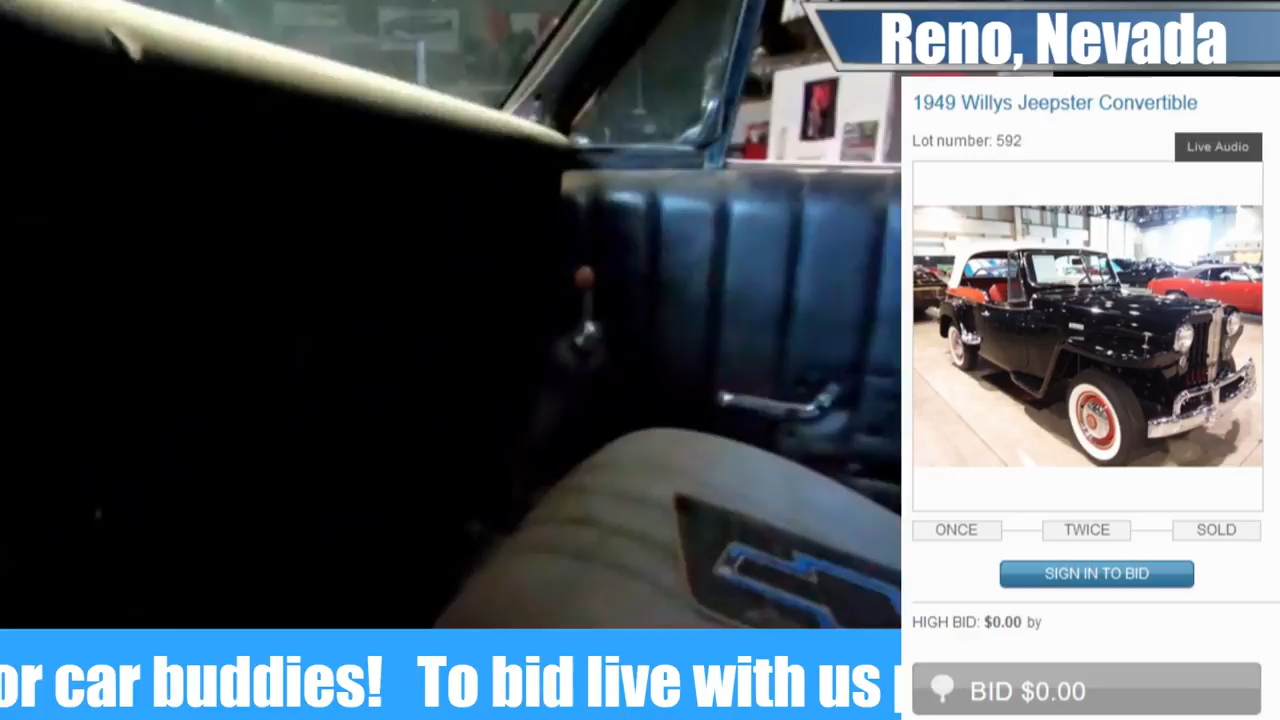 Reno, Nevada
1949 Willys Jeepster Convertible
Lot number: 592
Live Audio
ONCE
TWICE
SOLD
SIGN IN TO BID
HIGH BID: $0.00 by
BID $0.00
or car buddies! To bid live with us